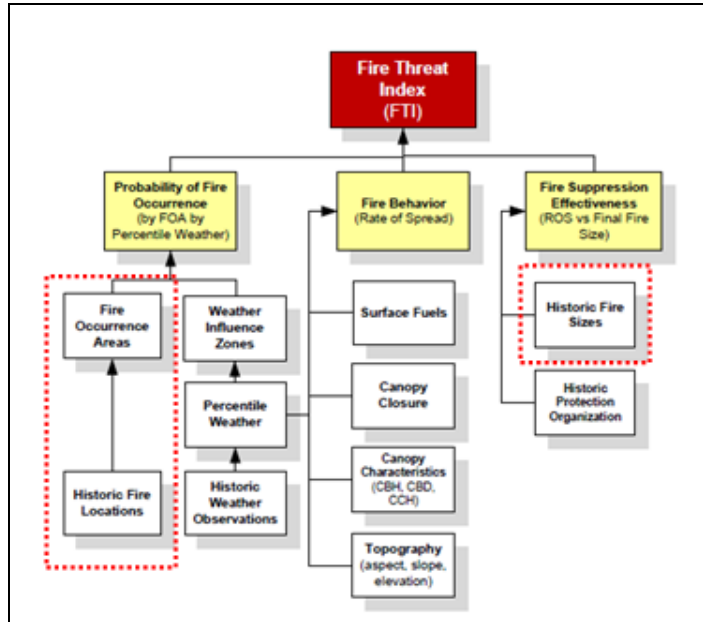 Fire Threat
Index
(FTI)
Probability of Fire
Occurrence
(by FOA by
Percentile Weather)
Fire Behavior
(Rate of Spread)
Fire Suppression
Effectiveness
(ROS vs Final Fire
Size)
Fire
Occurrence
Areas
Weather
Influence
Zones
Surface Fuels
Historic Fire
Sizes
Percentile
Weather
Canopy
Closure
Historic
Protection
Organization
Historic Fire
Locations
Historic
Weather
Observations
Canopy
Characteristics
(CBH, CBD,
CCH)
Topography
(aspect, slope,
elevation)